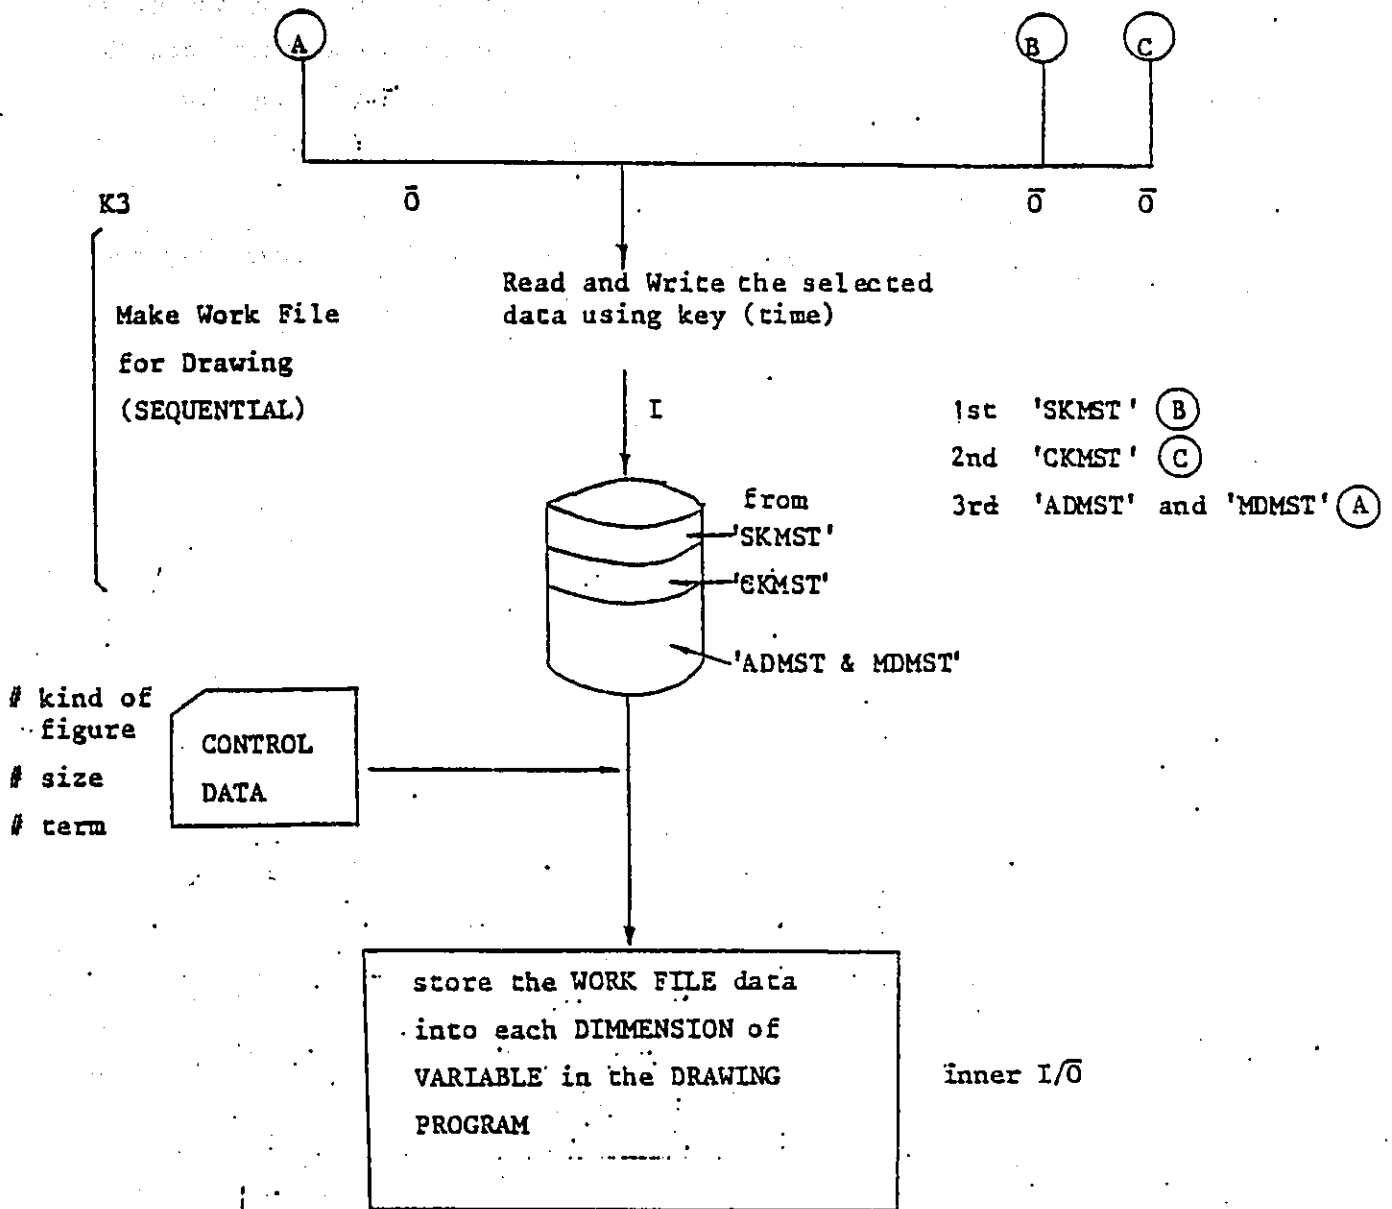 A
B
C
K3
Ō
Ō
Ō
Read and Write the selected
data using key (time)
Make Work File
for Drawing
(SEQUENTIAL)
I
1st 'SKMST' B
2nd 'CKMST' C
3rd 'ADMST' and 'MDMST' A
from
'SKMST'
'CKMST'
'ADMST & MDMST'
# kind of
figure
# size
# term
CONTROL
DATA
store the WORK FILE data
into each DIMMENSION of
VARIABLE in the DRAWING
PROGRAM
inner I/Ō